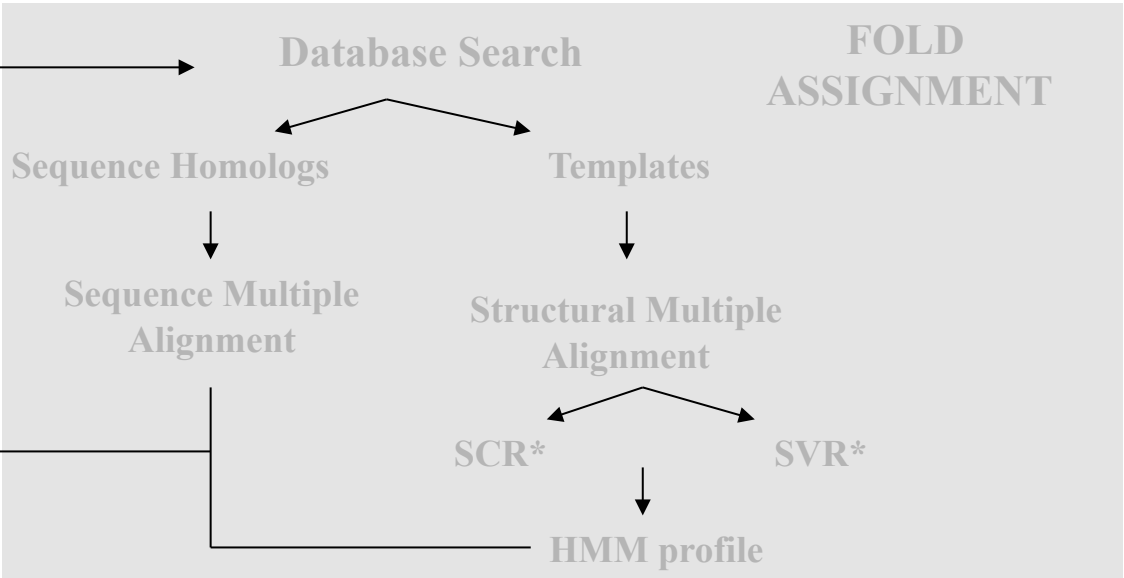 Database Search
FOLD
ASSIGNMENT
Sequence Homologs
Templates
Sequence Multiple
Alignment
Structural Multiple
Alignment
SCR*
SVR*
HMM profile